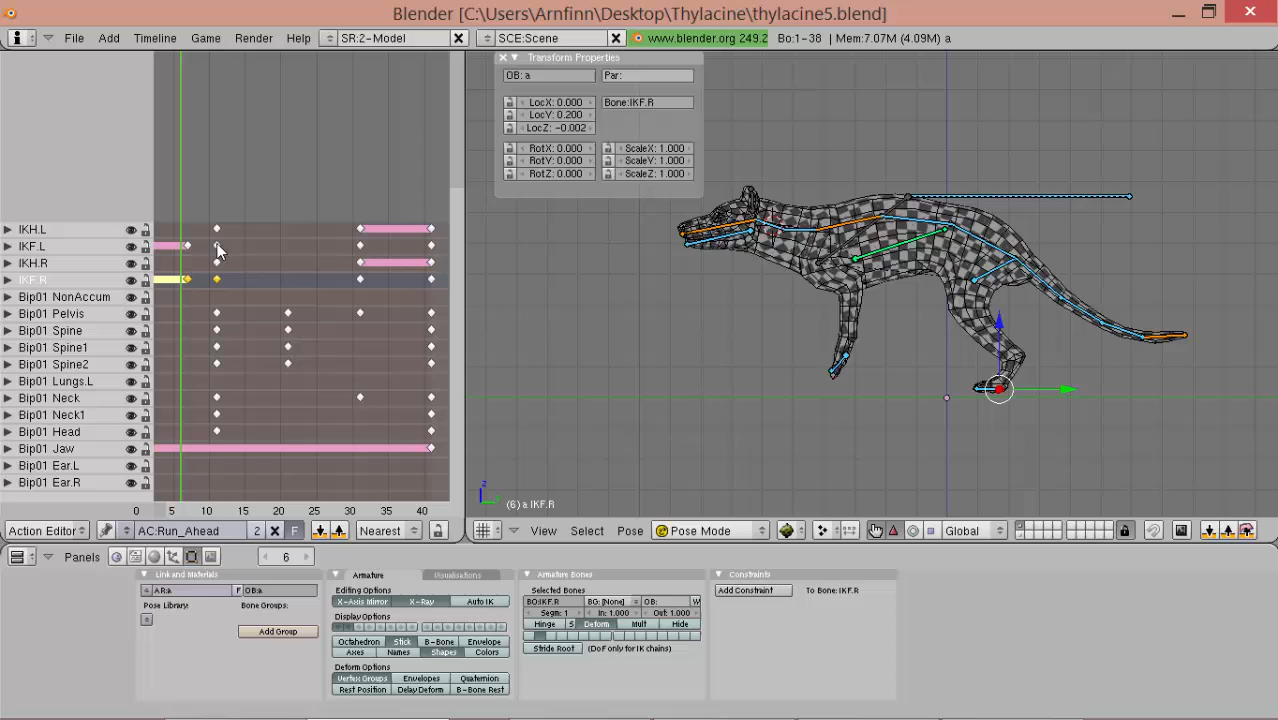 Blender [C:\Users\Arnfinn\Desktop\Thylacine\thylacine5.blend]
File Add Timeline Game Render Help SR:2-Model SCE:Scene www.blender.org 249.2 Bo:1-38 | Mem:7.07M (4.09M) a
Transform Properties
OB: a Par:
LocX: 0.000 Bone:IKF.R
LocY: 0.200
LocZ: -0.002
RotX: 0.000 ScaleX: 1.000
RotY: 0.000 ScaleY: 1.000
RotZ: 0.000 ScaleZ: 1.000
IKH.L
IKF.L
IKH.R
IKF.R
Bip01 NonAccum
Bip01 Pelvis
Bip01 Spine
Bip01 Spine1
Bip01 Spine2
Bip01 Lungs.L
Bip01 Neck
Bip01 Neck1
Bip01 Head
Bip01 Jaw
Bip01 Ear.L
Bip01 Ear.R
0 5 10 15 20 25 30 35 40
z
y
(6) a IKF.R
Action Editor AC:Run_Ahead 2 F Nearest
View Select Pose Pose Mode Global
Panels 6
Link and Materials
AR:a F OB:a
Pose Library: Bone Groups:
Add Group
Armature Visualisations
Editing Options
X-Axis Mirror X-Ray Auto IK
Display Options
Octahedron Stick B-Bone Envelope
Axes Names Shapes Colors
Deform Options
Vertex Groups Envelopes Quaternion
Rest Position Delay Deform B-Bone Rest
Armature Bones
Selected Bones
BO:IKF.R BG: [None] OB: W
Segm: 1 In: 1.000 Out: 1.000
Hinge S Deform Mult Hide
Stride Root (DoF only for IK chains)
Constraints
Add Constraint To Bone: IKF.R